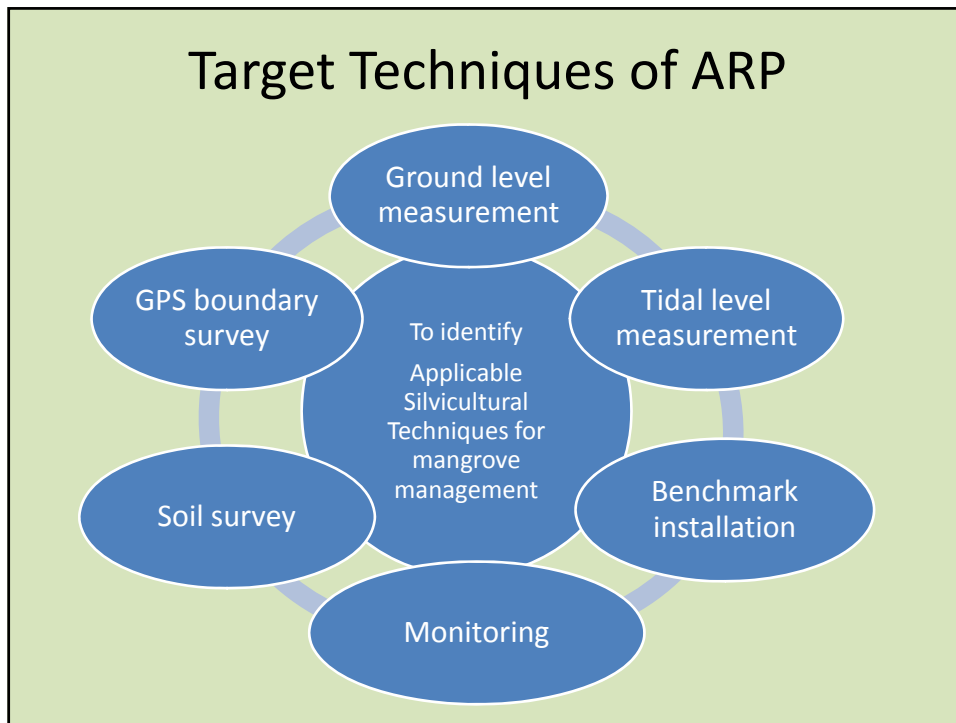 Target Techniques of ARP
Ground level
measurement
GPS boundary
survey
Tidal level
measurement
To identify
Applicable
Silvicultural
Techniques for
mangrove
management
Soil survey
Benchmark
installation
Monitoring